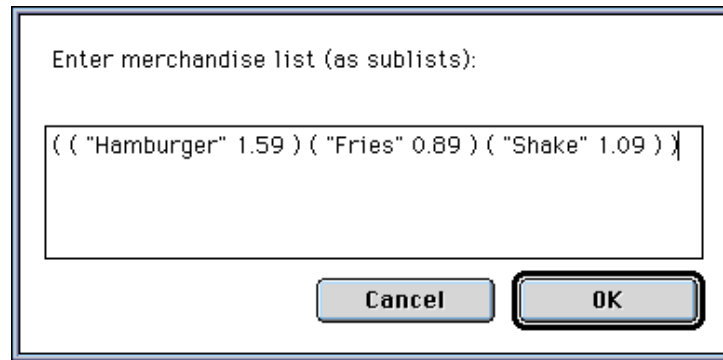 Enter merchandise list (as sublists):
( ( "Hamburger" 1.59 ) ( "Fries" 0.89 ) ( "Shake" 1.09 ) )
Cancel OK